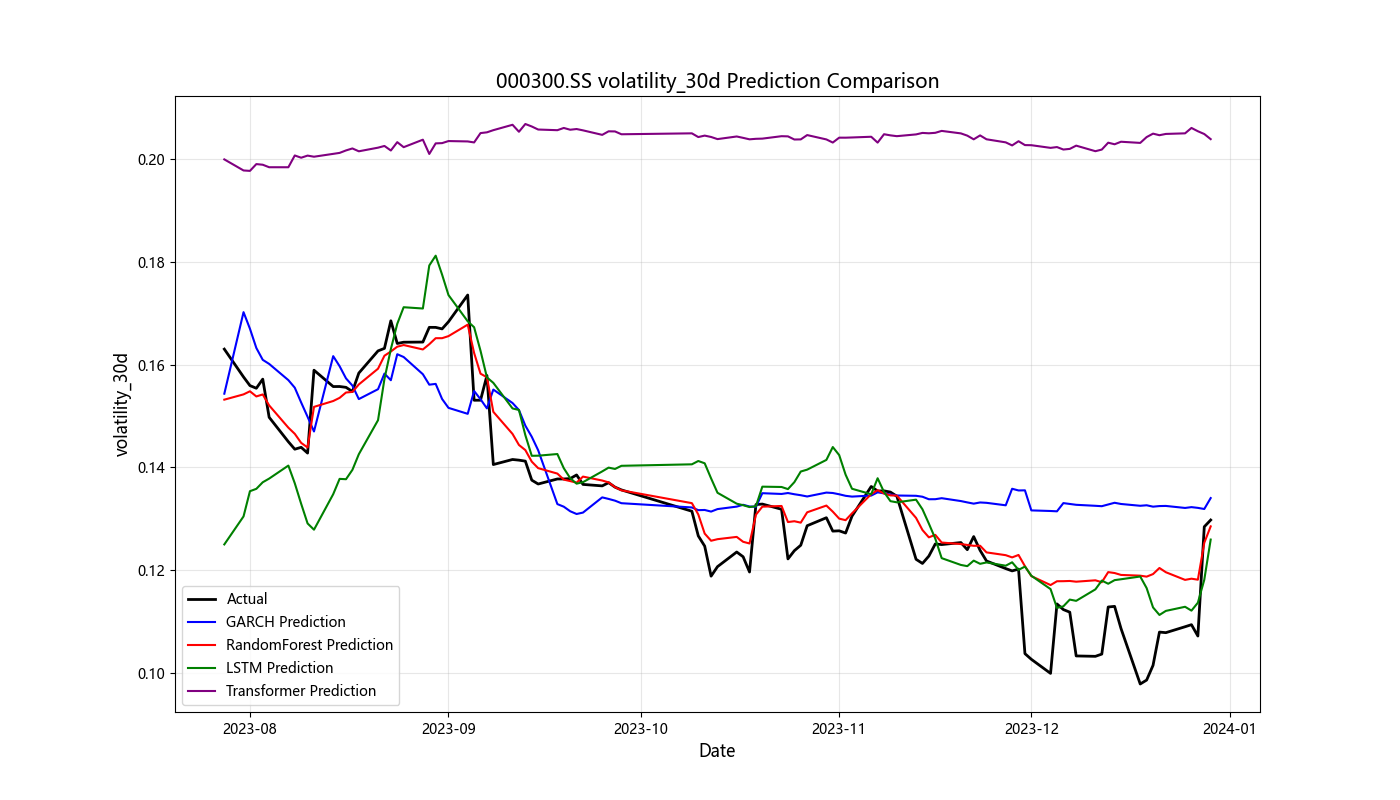 000300.SS volatility_30d Prediction Comparison
0.20
0.18
0.16
0.14
0.12
0.10
volatility_30d
Actual
GARCH Prediction
RandomForest Prediction
LSTM Prediction
Transformer Prediction
2023-08
2023-09
2023-10
2023-11
2023-12
2024-01
Date